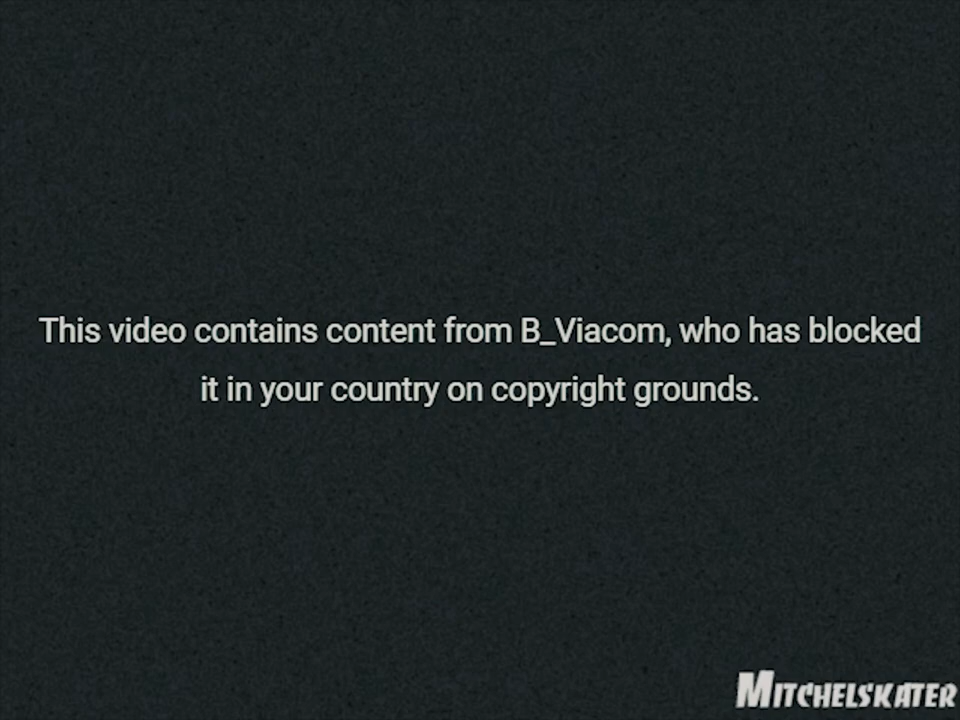 This video contains content from B_Viacom, who has blocked
it in your country on copyright grounds.
MITCHELSKATER